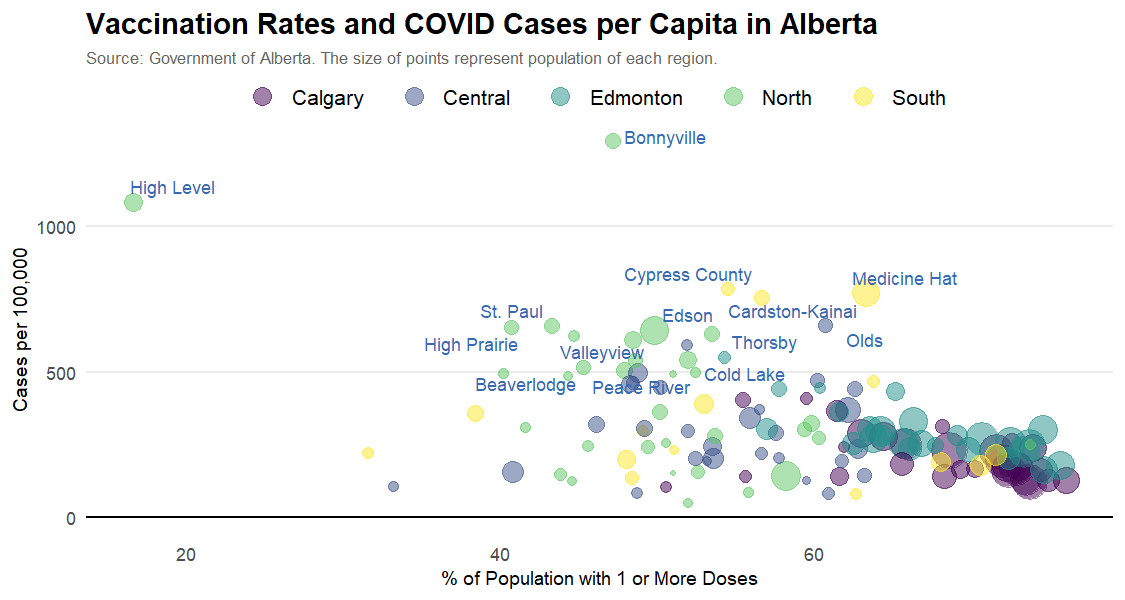 Vaccination Rates and COVID Cases per Capita in Alberta
Source: Government of Alberta. The size of points represent population of each region.
Calgary Central Edmonton North South
Bonnyville
High Level
1000
Cypress County
Medicine Hat
St. Paul
Edson
Cardston-Kainai
High Prairie
Valleyview
Thorsby
Olds
500
Beaverlodge
Peace River
Cold Lake
0
Cases per 100,000
20 40 60
% of Population with 1 or More Doses